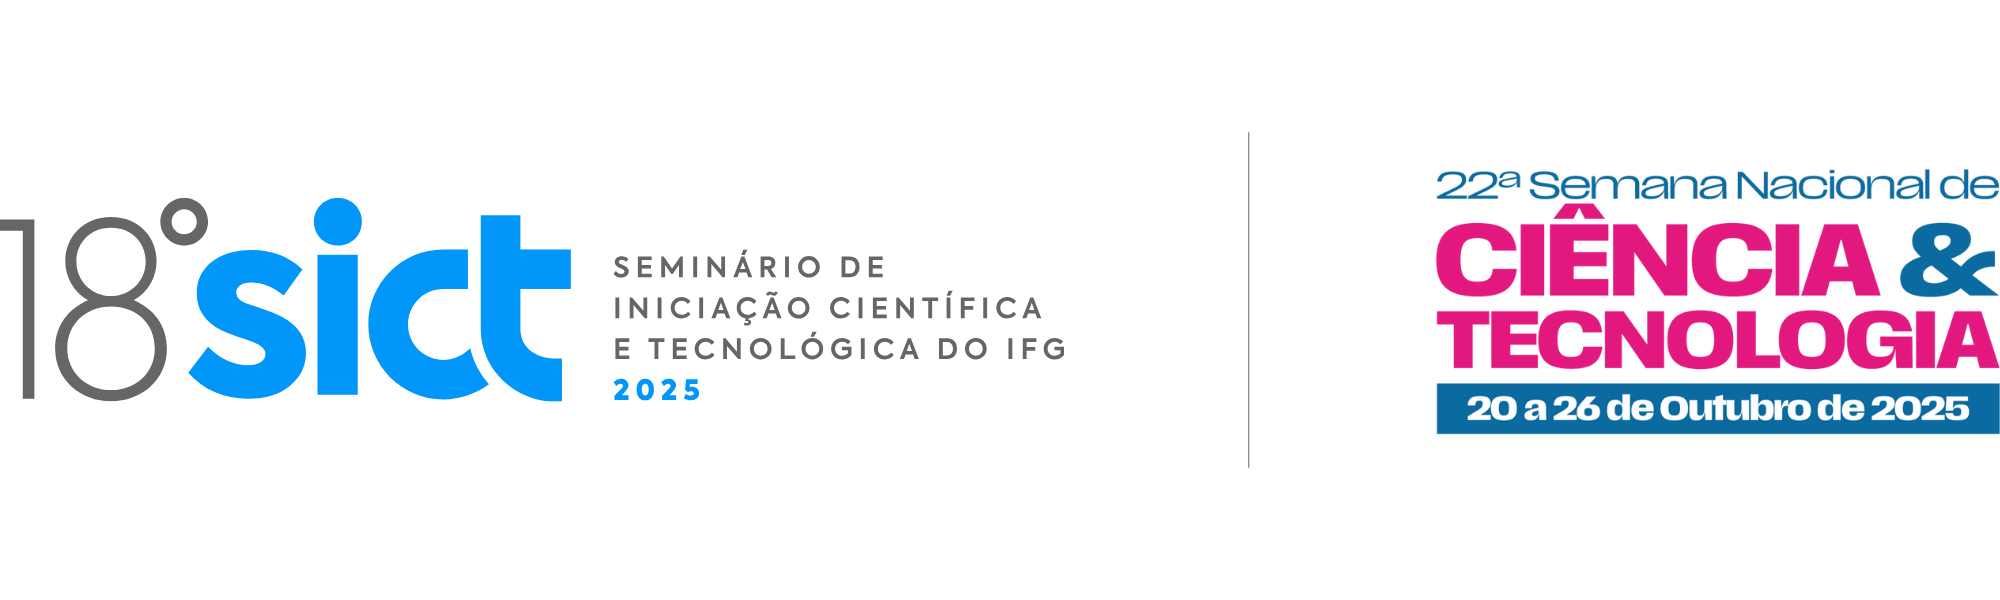 18º sict
SEMINÁRIO DE
INICIAÇÃO CIENTÍFICA
E TECNOLÓGICA DO IFG
2025
22ª Semana Nacional de
CIÊNCIA &
TECNOLOGIA
20 a 26 de Outubro de 2025